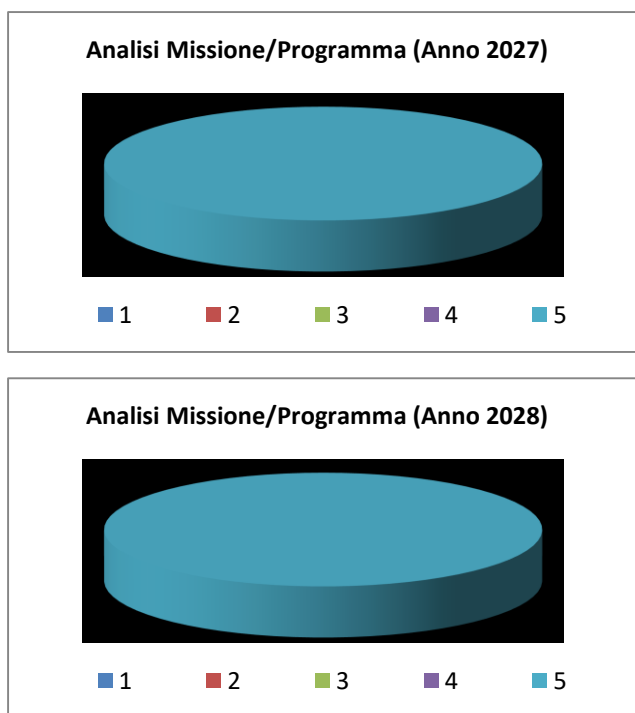 Analisi Missione/Programma (Anno 2027)
1 2 3 4 5
Analisi Missione/Programma (Anno 2028)
1 2 3 4 5